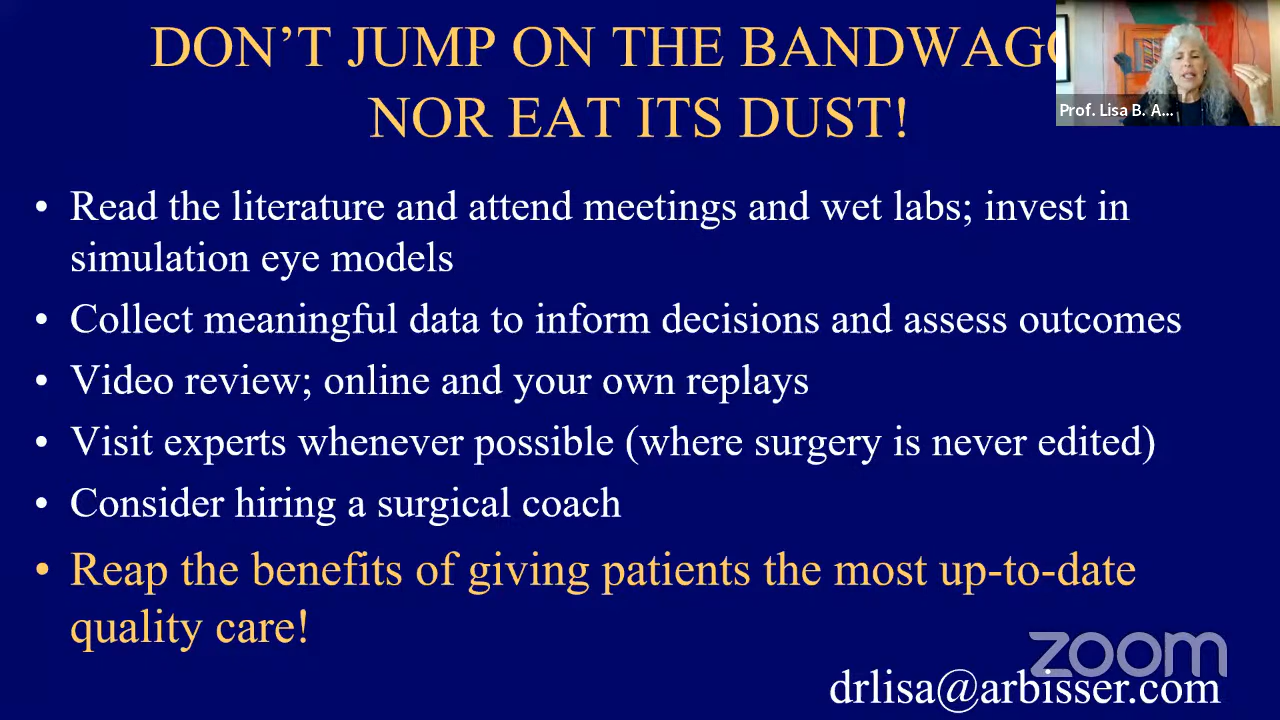 DON’T JUMP ON THE BANDWAGO
NOR EAT ITS DUST!
Prof. Lisa B. A...
• Read the literature and attend meetings and wet labs; invest in
simulation eye models
• Collect meaningful data to inform decisions and assess outcomes
• Video review; online and your own replays
• Visit experts whenever possible (where surgery is never edited)
• Consider hiring a surgical coach
• Reap the benefits of giving patients the most up-to-date
quality care!
zoom
drlisa@arbisser.com